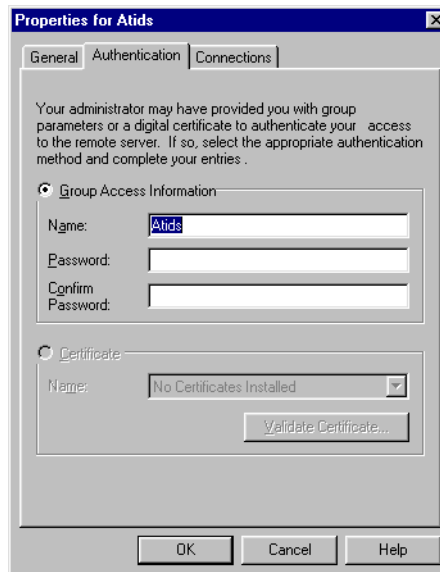 Properties for Atids
General Authentication Connections
Your administrator may have provided you with group
parameters or a digital certificate to authenticate your access
to the remote server. If so, select the appropriate authentication
method and complete your entries .
Group Access Information
Name: Atids
Password:
Confirm
Password:
Certificate
Name: No Certificates Installed
Validate Certificate...
OK Cancel Help